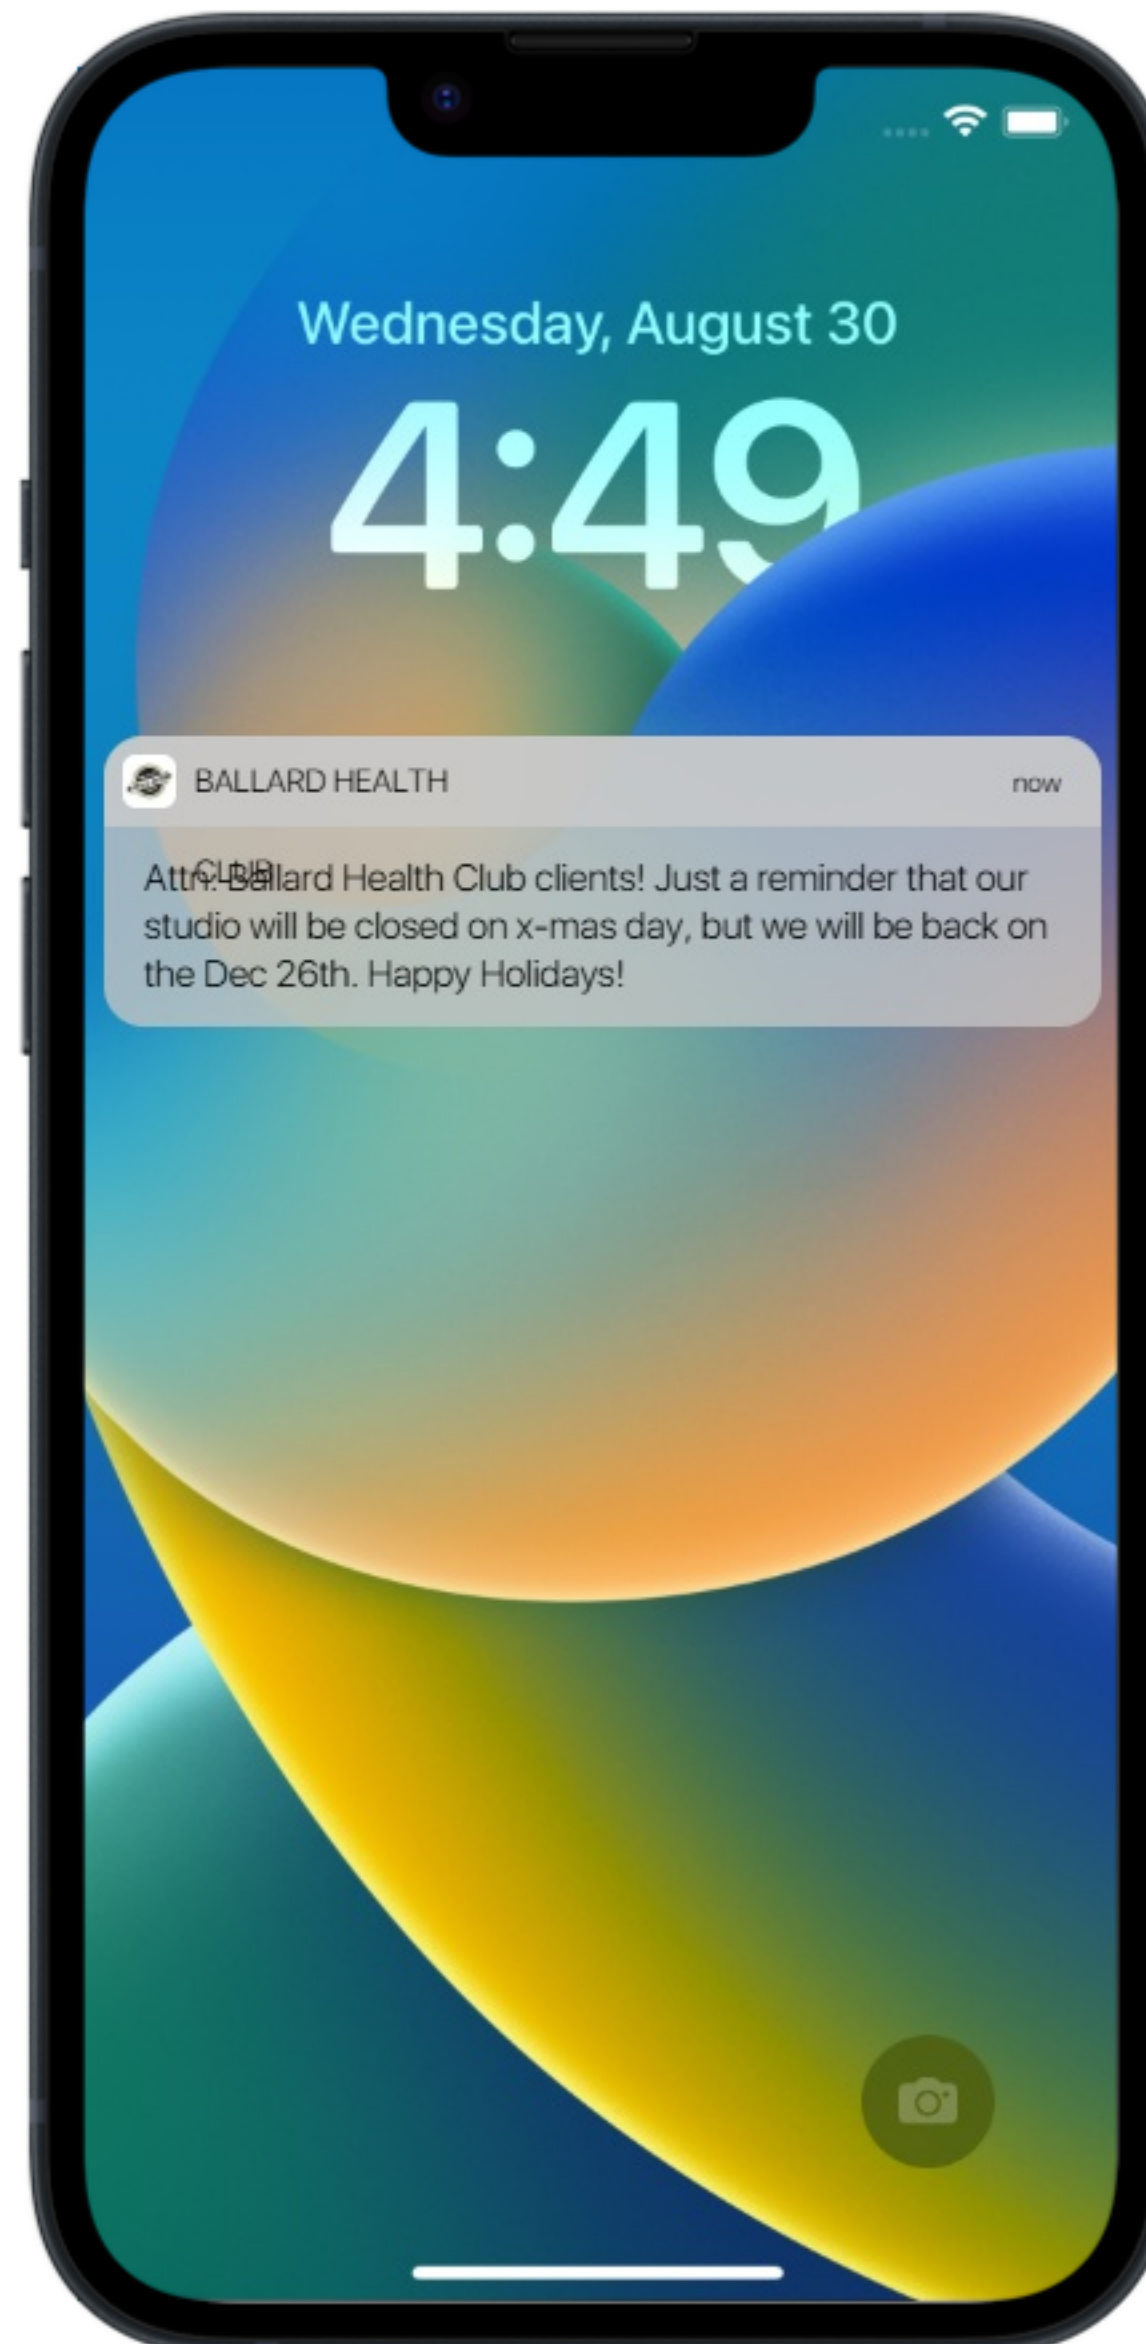 Wednesday, August 30
4:49
BALLARD HEALTH now
CLUB
Attn: Ballard Health Club clients! Just a reminder that our
studio will be closed on x-mas day, but we will be back on
the Dec 26th. Happy Holidays!